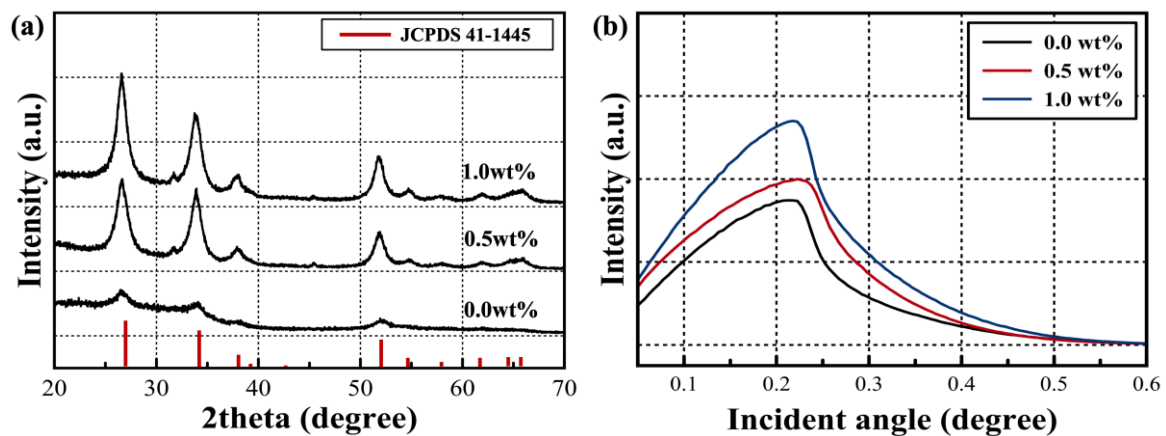 (a)
JCPDS 41-1445
Intensity (a.u.)
1.0wt%
0.5wt%
0.0wt%
20 30 40 50 60 70
2theta (degree)
(b)
0.0 wt%
0.5 wt%
1.0 wt%
Intensity (a.u.)
0.1 0.2 0.3 0.4 0.5 0.6
Incident angle (degree)